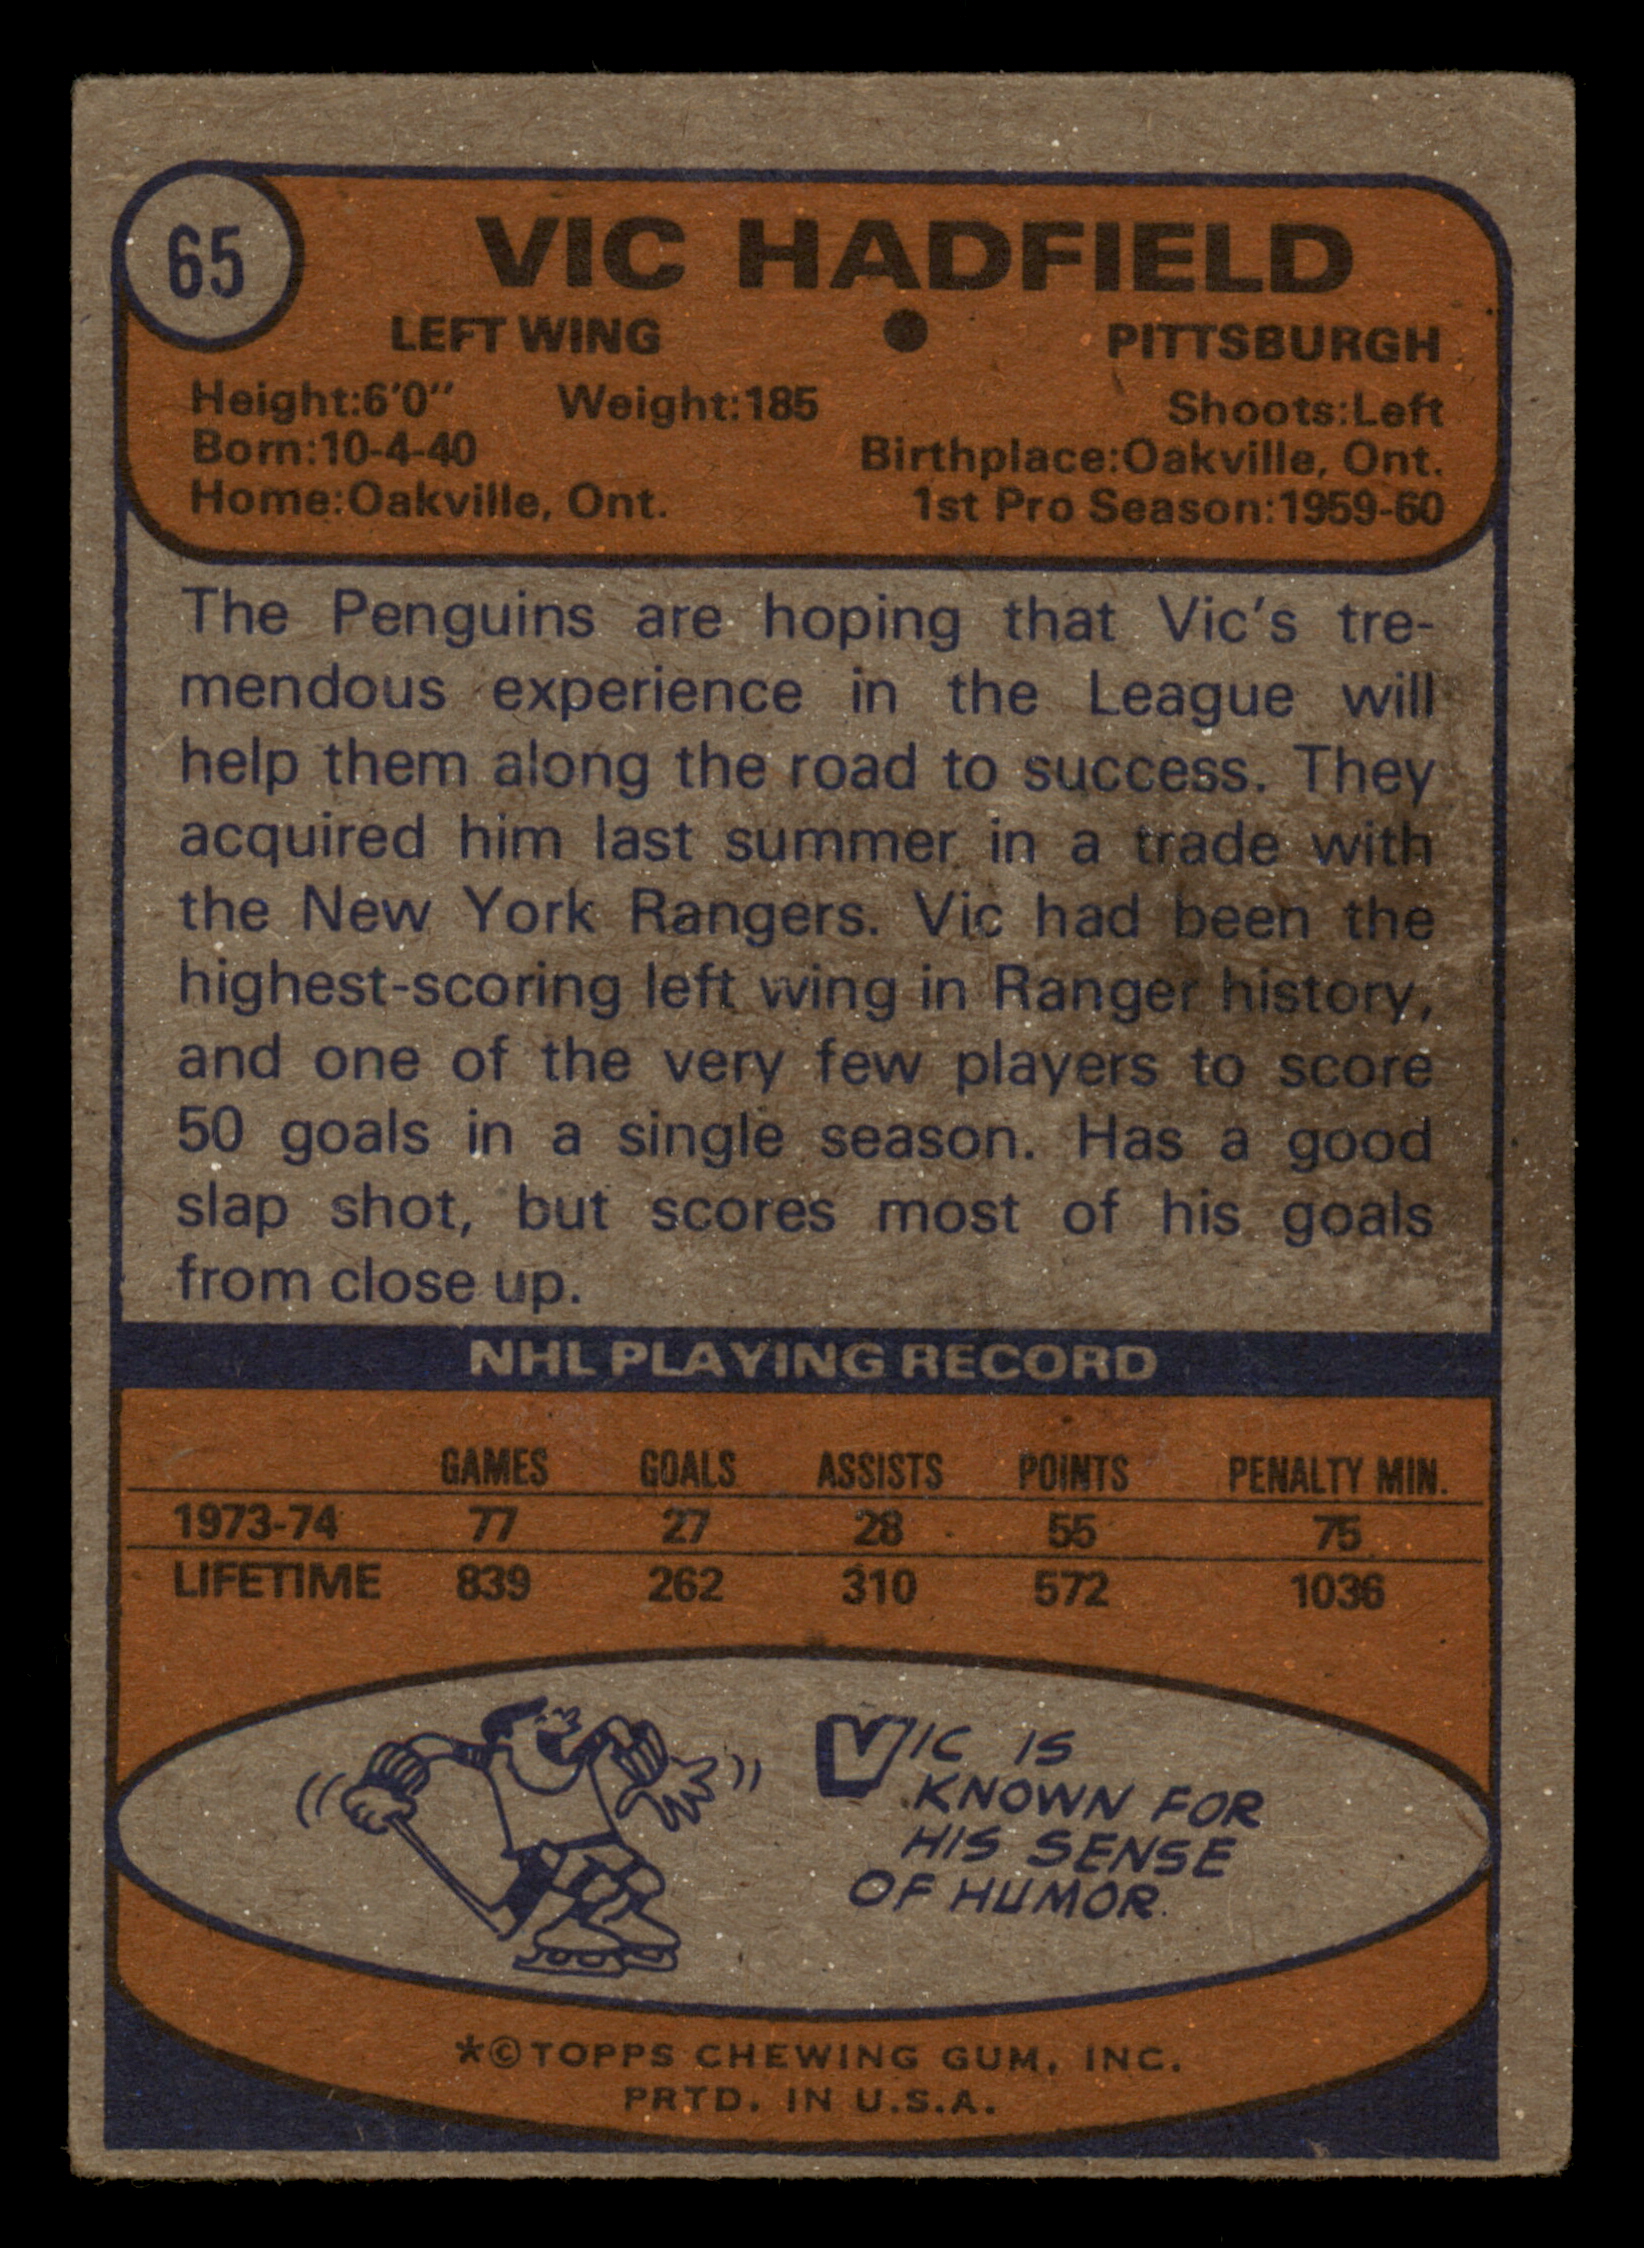 65
VIC HADFIELD
LEFT WING ● PITTSBURGH
Height:6'0" Weight:185 Shoots:Left
Born:10-4-40 Birthplace:Oakville, Ont.
Home:Oakville, Ont. 1st Pro Season:1959-60
The Penguins are hoping that Vic's tre-
mendous experience in the League will
help them along the road to success. They
acquired him last summer in a trade with
the New York Rangers. Vic had been the
highest-scoring left wing in Ranger history,
and one of the very few players to score
50 goals in a single season. Has a good
slap shot, but scores most of his goals
from close up.
NHL PLAYING RECORD
GAMES GOALS ASSISTS POINTS PENALTY MIN.
1973-74 77 27 28 55 75
LIFETIME 839 262 310 572 1036
VIC IS
KNOWN FOR
HIS SENSE
OF HUMOR.
*©TOPPS CHEWING GUM, INC.
PRTD. IN U.S.A.